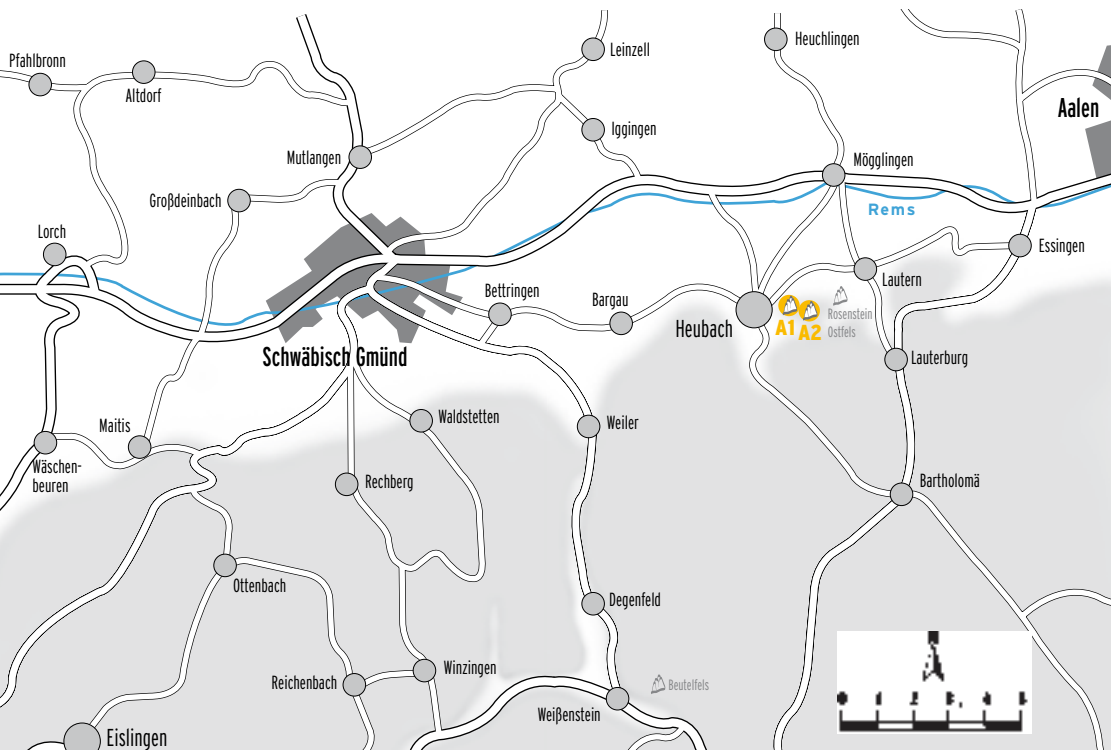 Pfahlbronn
Altdorf
Leinzell
Heuchlingen
Aalen
Iggingen
Mutlangen
Mögglingen
Großdeinbach
Rems
Lorch
Essingen
Lautern
Bettringen
Bargau
Heubach
A1
A2
Rosenstein
Ostfels
Schwäbisch Gmünd
Lauterburg
Maitis
Waldstetten
Weiler
Wäschen-
beuren
Rechberg
Bartholomä
Ottenbach
Degenfeld
Reichenbach
Winzingen
Beutelfels
Weißenstein
Eislingen